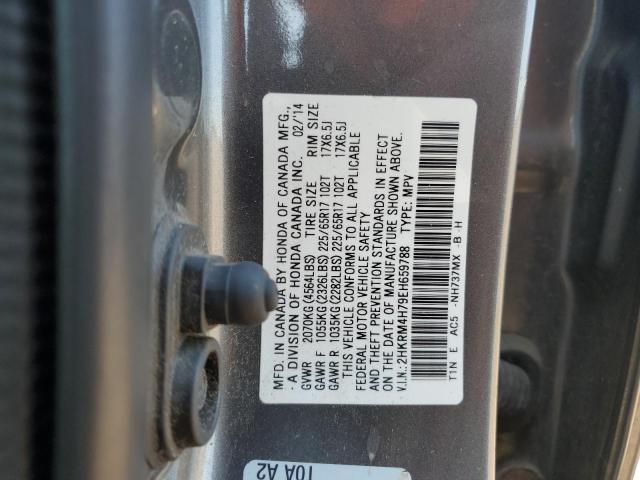 MFD. IN CANADA BY HONDA OF CANADA MFG.,
- A DIVISION OF HONDA CANADA INC. 02/'14
GVWR 2070KG(4564LBS) TIRE SIZE RIM SIZE
GAWR F 1055KG(2326LBS) 225/65R17 102T 17X6.5J
GAWR R 1035KG(2282LBS) 225/65R17 102T 17X6.5J
THIS VEHICLE CONFORMS TO ALL APPLICABLE
FEDERAL MOTOR VEHICLE SAFETY
AND THEFT PREVENTION STANDARDS IN EFFECT
ON THE DATE OF MANUFACTURE SHOWN ABOVE.
V.I.N.: 2HKRM4H79EH659788 TYPE: MPV
T1N E AC5 -NH737MX -B -H
T0A A2